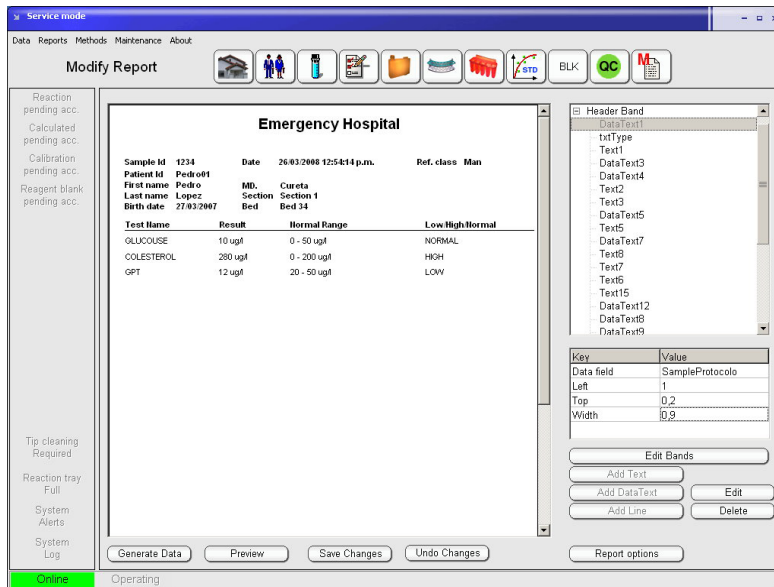 Service mode
Data Reports Methods Maintenance About
Modify Report
STD
BLK
QC
M
Reaction
pending acc.
Calculated
pending acc.
Calibration
pending acc.
Reagent blank
pending acc.
Tip cleaning
Required
Reaction tray
Full
System
Alerts
System
Log
Emergency Hospital
Sample Id 1234 Date 26/03/2008 12:54:14 p.m. Ref. class Man
Patient Id Pedro01
First name Pedro MD. Cureta
Last name Lopez Section Section 1
Birth date 27/03/2007 Bed Bed 34
Test Name Result Normal Range Low/High/Normal
GLUCOUSE 10 ug/l 0 - 50 ug/l NORMAL
COLESTEROL 280 ug/l 0 - 200 ug/l HIGH
GPT 12 ug/l 20 - 50 ug/l LOW
Header Band
DataText1
txtType
Text1
DataText3
DataText4
Text2
Text3
DataText5
Text5
DataText7
Text8
Text7
Text6
Text15
DataText12
DataText8
DataText9
Key Value
Data field SampleProtocolo
Left 1
Top 0,2
Width 0,9
Edit Bands
Add Text
Add DataText Edit
Add Line Delete
Generate Data Preview Save Changes Undo Changes Report options
Online Operating